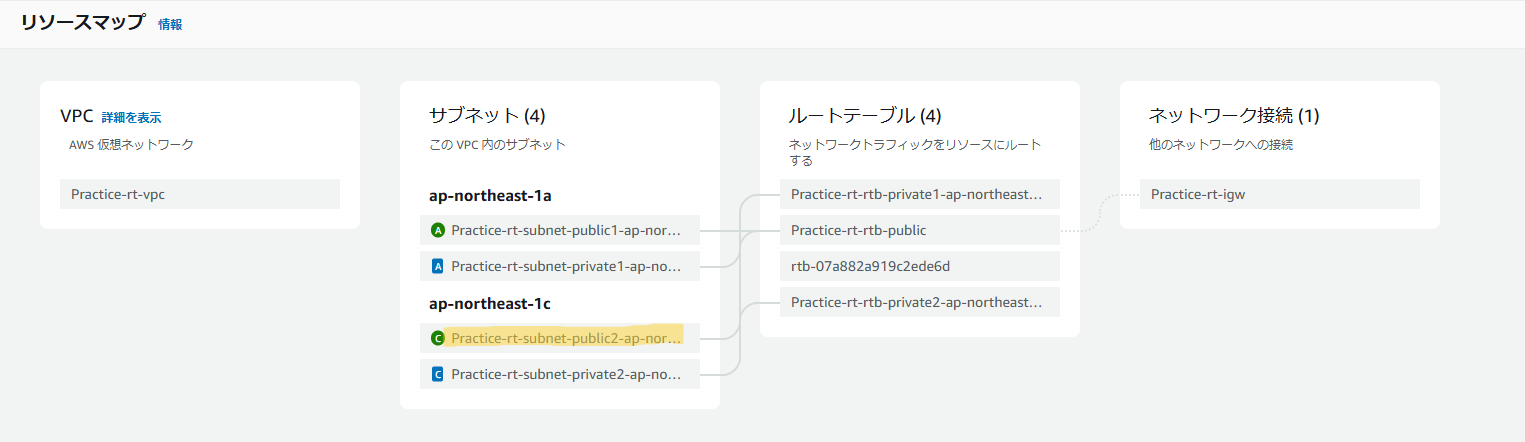 リソースマップ 情報
VPC 詳細を表示
AWS 仮想ネットワーク
Practice-rt-vpc
サブネット (4)
この VPC 内のサブネット
ap-northeast-1a
A Practice-rt-subnet-public1-ap-nor...
A Practice-rt-subnet-private1-ap-no...
ap-northeast-1c
C Practice-rt-subnet-public2-ap-nor...
C Practice-rt-subnet-private2-ap-no...
ルートテーブル (4)
ネットワークトラフィックをリソースにルート
する
Practice-rt-rtb-private1-ap-northeast...
Practice-rt-rtb-public
rtb-07a882a919c2ede6d
Practice-rt-rtb-private2-ap-northeast...
ネットワーク接続 (1)
他のネットワークへの接続
Practice-rt-igw